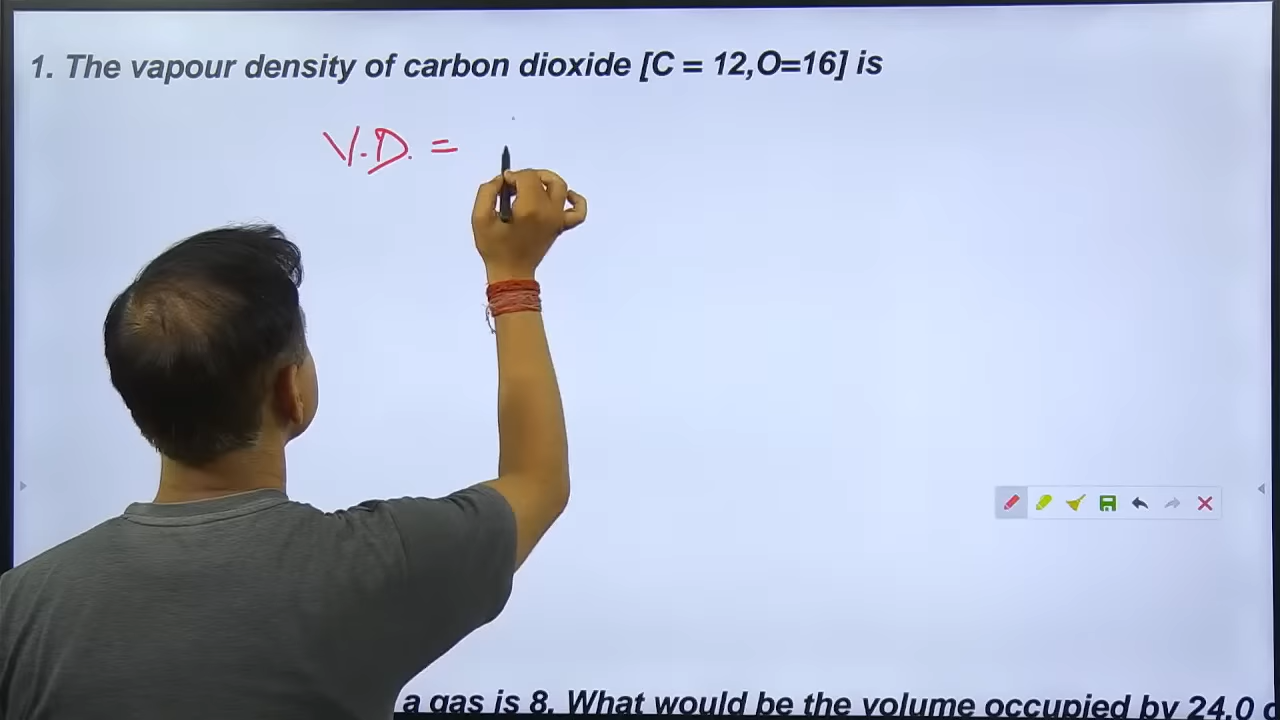 1. The vapour density of carbon dioxide [C = 12,O=16] is
V.D. =
a gas is 8. What would be the volume occupied by 24.0